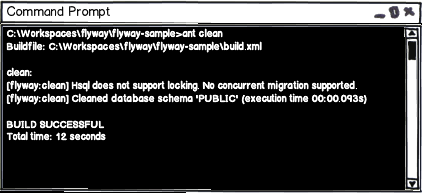 Command Prompt
C:\Workspaces\flyway\flyway-sample>ant clean
Buildfile: C:\Workspaces\flyway\flyway-sample\build.xml
clean:
[flyway:clean] Hsql does not support locking. No concurrent migration supported.
[flyway:clean] Cleaned database schema 'PUBLIC' (execution time 00:00.093s)
BUILD SUCCESSFUL
Total time: 12 seconds